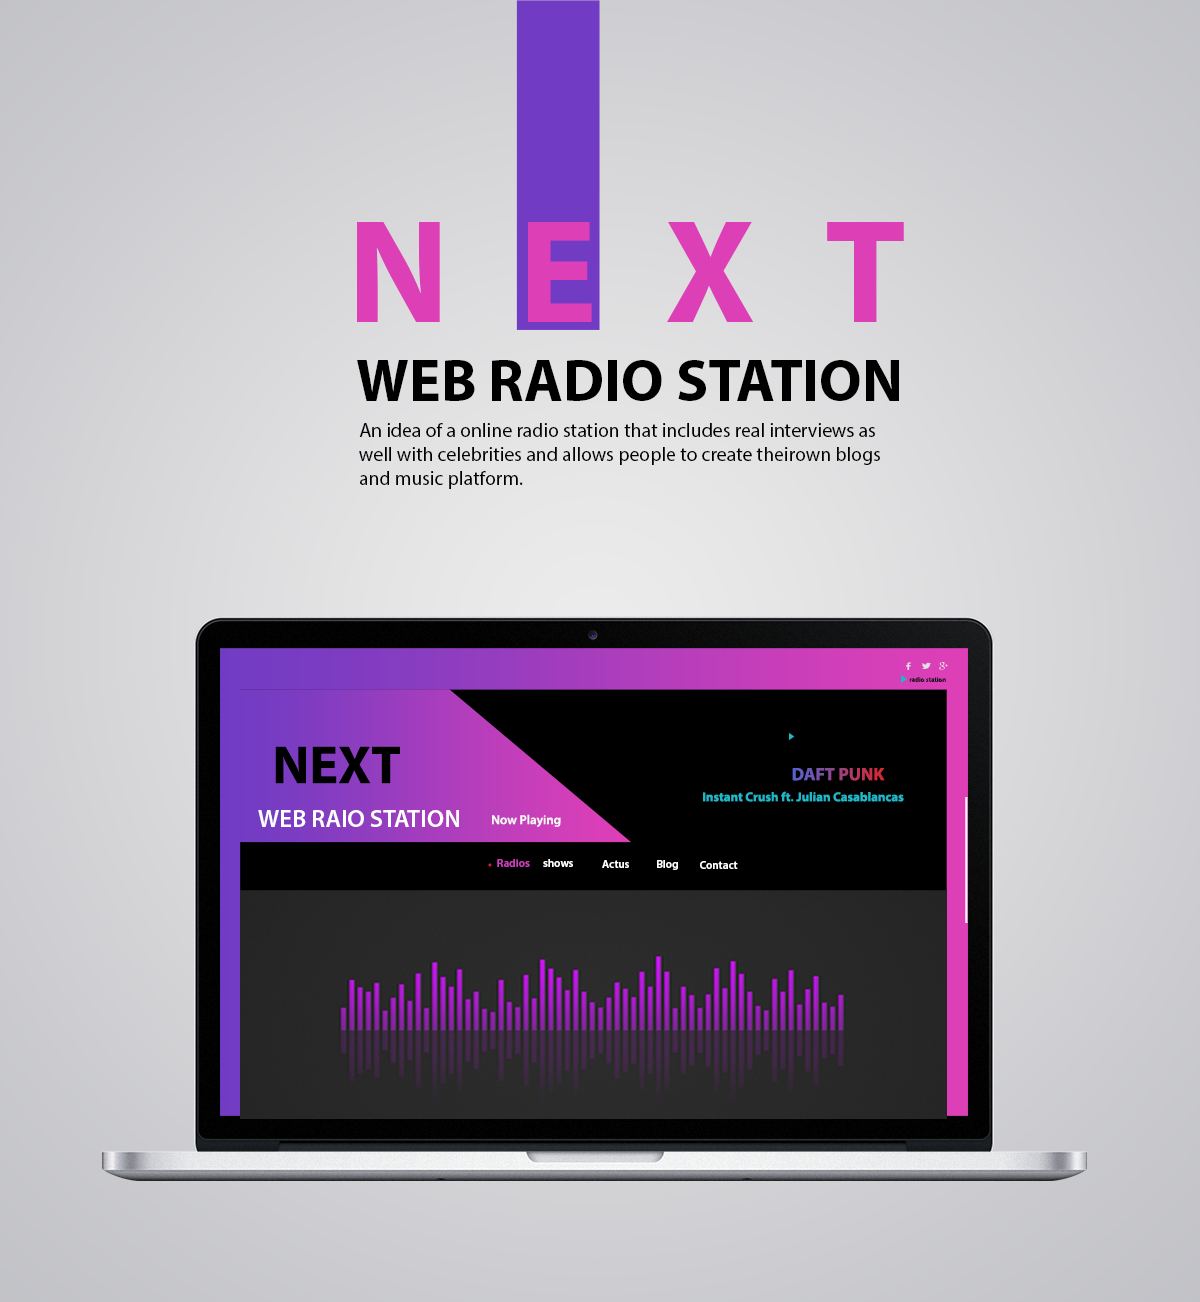 NEXT
WEB RADIO STATION
An idea of a online radio station that includes real interviews as
well with celebrities and allows people to create theirown blogs
and music platform.
radio station
NEXT
WEB RAIO STATION
Now Playing
DAFT PUNK
Instant Crush ft. Julian Casablancas
Radios shows Actus Blog Contact